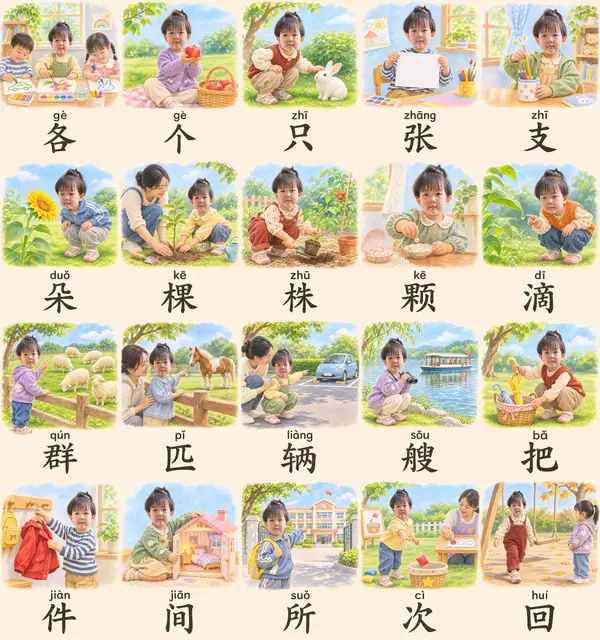 gè gè zhī zhāng zhī
各 个 只 张 支
duǒ kē zhū kē dī
朵 棵 株 颗 滴
qún pǐ liàng sōu bǎ
群 匹 辆 艘 把
jiàn jiān suǒ cì huí
件 间 所 次 回